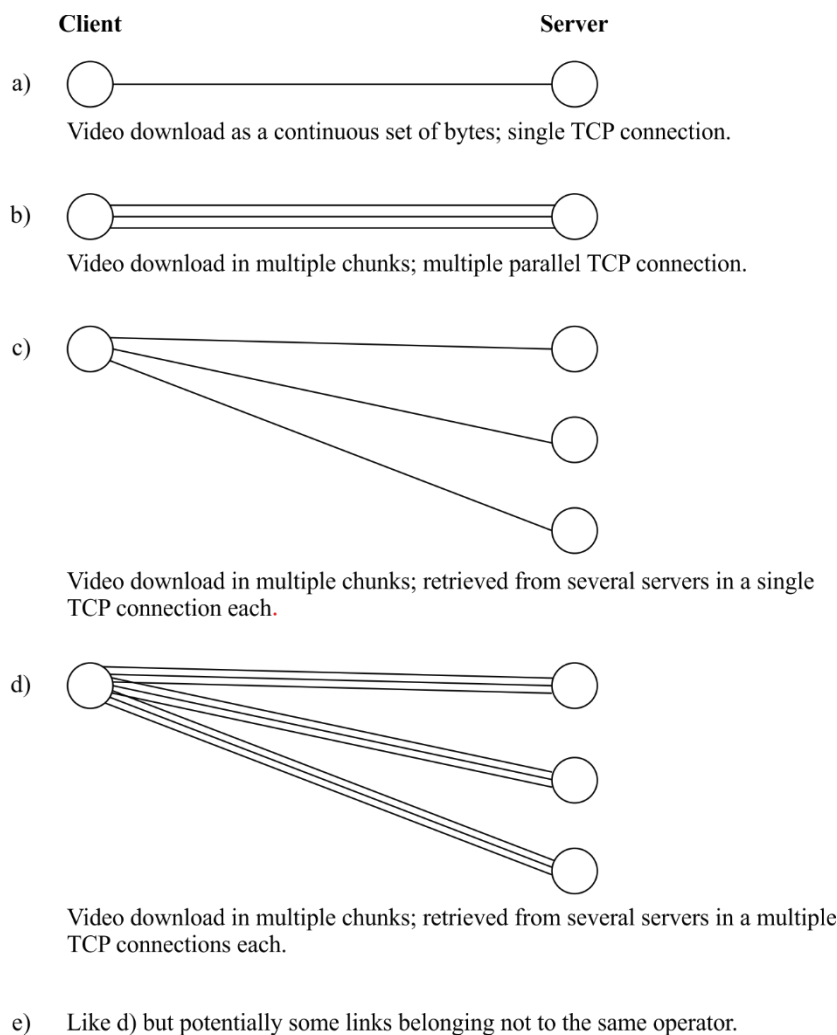 Client Server
a)
Video download as a continuous set of bytes; single TCP connection.
b)
Video download in multiple chunks; multiple parallel TCP connection.
c)
Video download in multiple chunks; retrieved from several servers in a single
TCP connection each.
d)
Video download in multiple chunks; retrieved from several servers in a multiple
TCP connections each.
e) Like d) but potentially some links belonging not to the same operator.